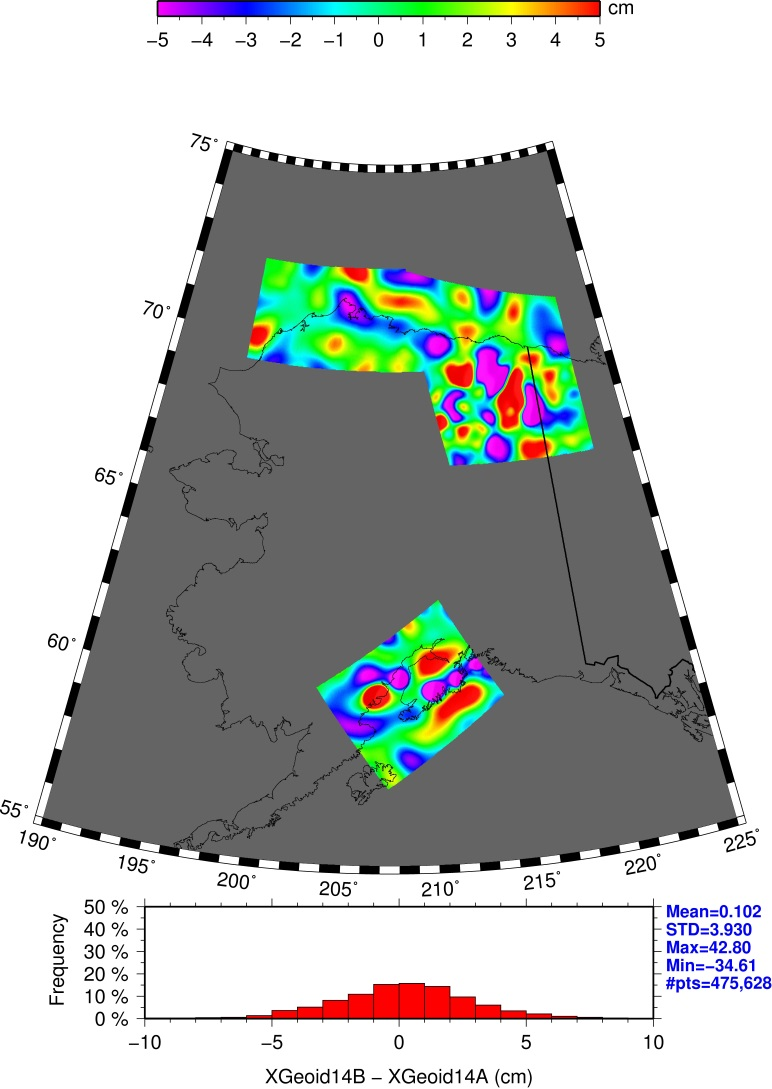 cm
−5 −4 −3 −2 −1 0 1 2 3 4 5
75˚
70˚
65˚
60˚
55˚
190˚ 195˚ 200˚ 205˚ 210˚ 215˚ 220˚ 225˚
50 %
40 %
30 %
20 %
10 %
0 %
Frequency
Mean=0.102
STD=3.930
Max=42.80
Min=−34.61
#pts=475,628
−10 −5 0 5 10
XGeoid14B − XGeoid14A (cm)